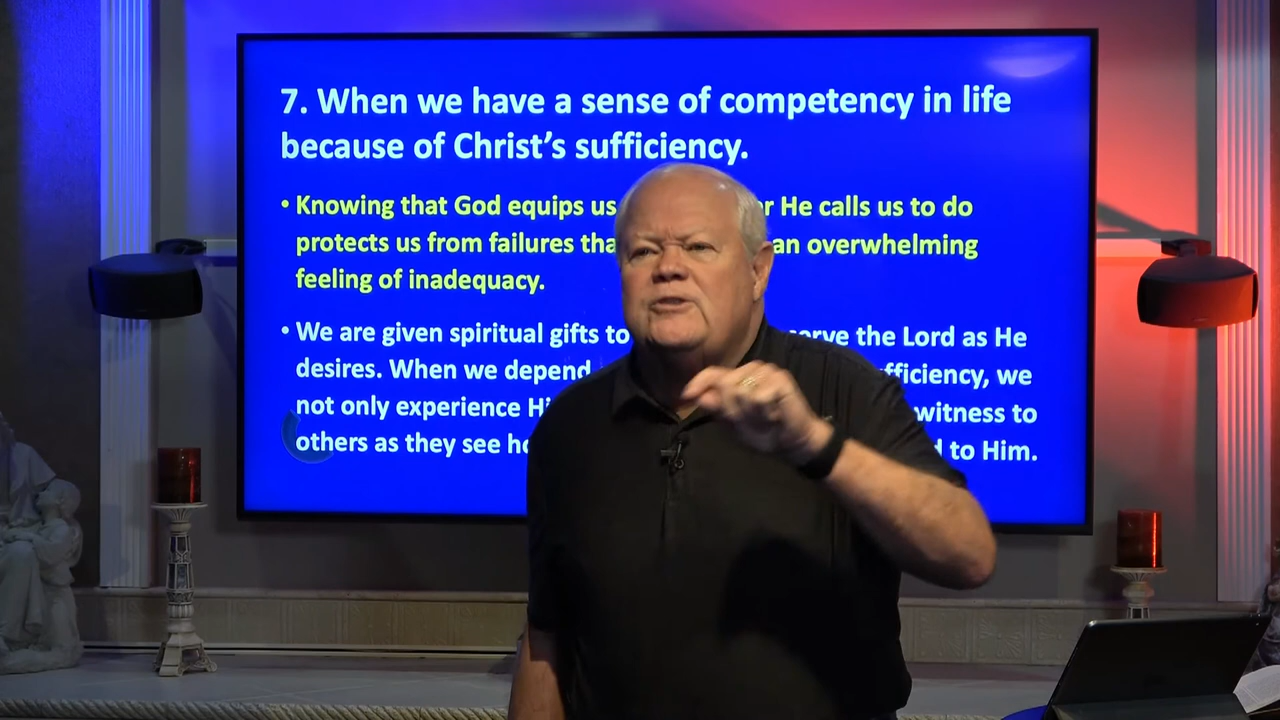 7. When we have a sense of competency in life
because of Christ's sufficiency.
• Knowing that God equips us He calls us to do
protects us from failures an overwhelming
feeling of inadequacy.
• We are given spiritual gifts to the Lord as He
desires. When we depend we
not only experience witness to
others as they see to Him.